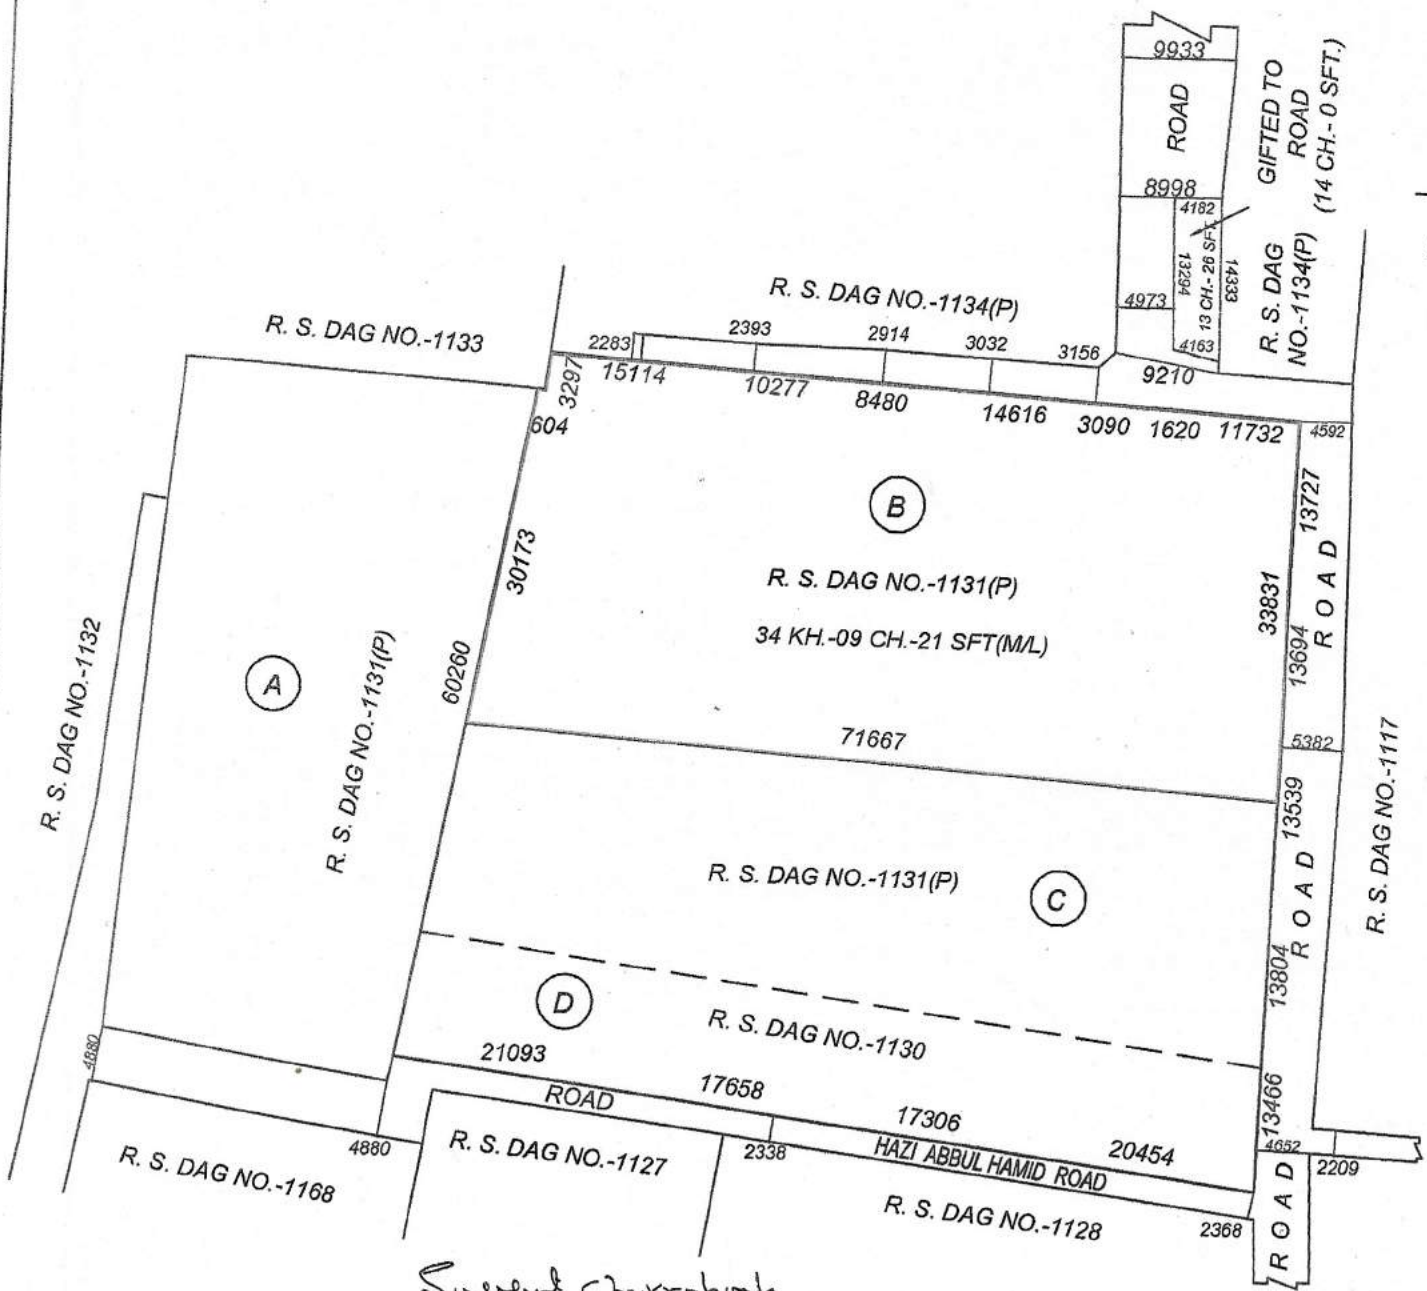 9933
ROAD
GIFTED TO
ROAD
(14 CH.- 0 SFT.)
8998
4182
13294
13 CH.- 26 SFT.
14333
4973
4163
R. S. DAG
NO.-1134(P)
R. S. DAG NO.-1134(P)
R. S. DAG NO.-1133
2283
2393
2914
3032
3156
9210
3297
604
15114
10277
8480
14616
3090
1620
11732
4592
B
R. S. DAG NO.-1131(P)
34 KH.-09 CH.-21 SFT(M/L)
30173
60260
33831
13727
13694
ROAD
A
R. S. DAG NO.-1131(P)
R. S. DAG NO.-1132
71667
5382
R. S. DAG NO.-1117
13539
ROAD
13804
R. S. DAG NO.-1131(P)
C
D
R. S. DAG NO.-1130
4880
21093
17658
17306
20454
13466
ROAD
HAZI ABBUL HAMID ROAD
4652
2209
4880
2338
2368
ROAD
R. S. DAG NO.-1168
R. S. DAG NO.-1127
R. S. DAG NO.-1128